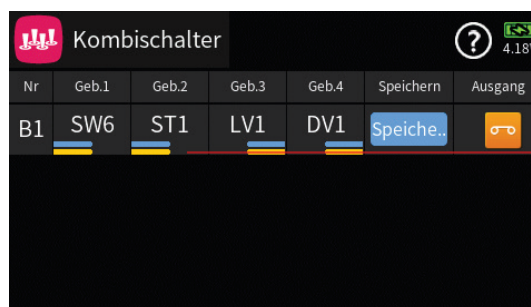 Kombischalter
?
4.18V
Nr Geb.1 Geb.2 Geb.3 Geb.4 Speichern Ausgang
B1 SW6 ST1 LV1 DV1 Speiche..